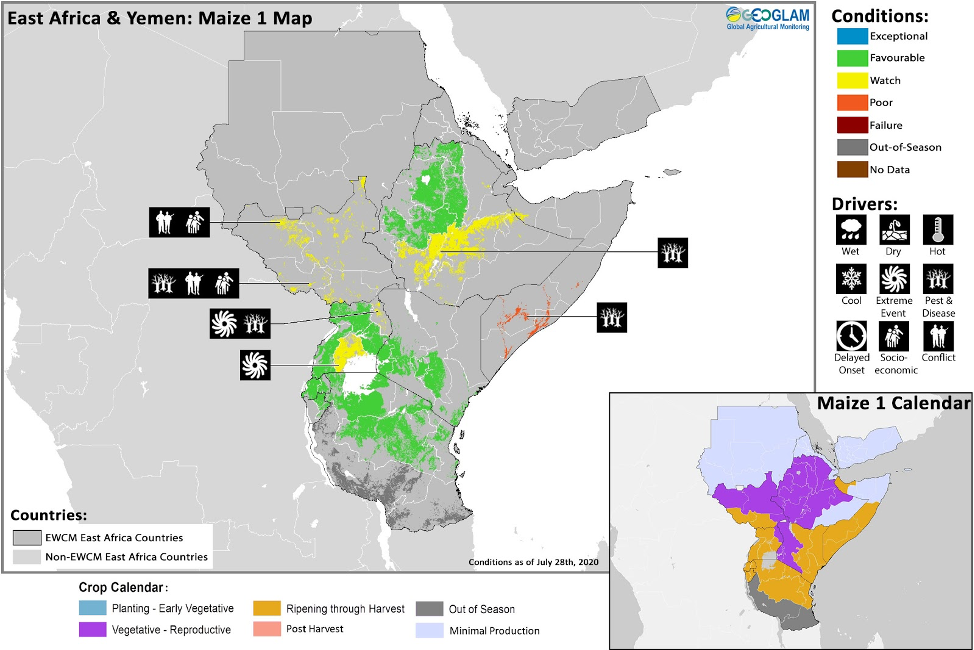 East Africa & Yemen: Maize 1 Map
GEOGLAM
Global Agricultural Monitoring
Conditions:
Exceptional
Favourable
Watch
Poor
Failure
Out-of-Season
No Data
Drivers:
Wet
Dry
Hot
Cool
Extreme
Event
Pest &
Disease
Delayed
Onset
Socio-
economic
Conflict
Countries:
EWCM East Africa Countries
Non-EWCM East Africa Countries
Conditions as of July 28th, 2020
Maize 1 Calendar
Crop Calendar:
Planting - Early Vegetative
Ripening through Harvest
Out of Season
Vegetative - Reproductive
Post Harvest
Minimal Production